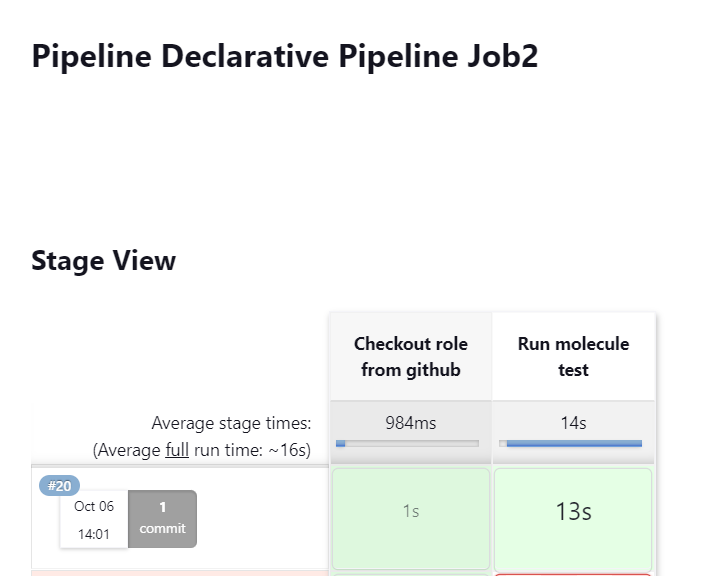 Pipeline Declarative Pipeline Job2
Stage View
Checkout role
from github
Run molecule
test
Average stage times:
(Average full run time: ~16s)
984ms
14s
#20
Oct 06
14:01
1
commit
1s
13s